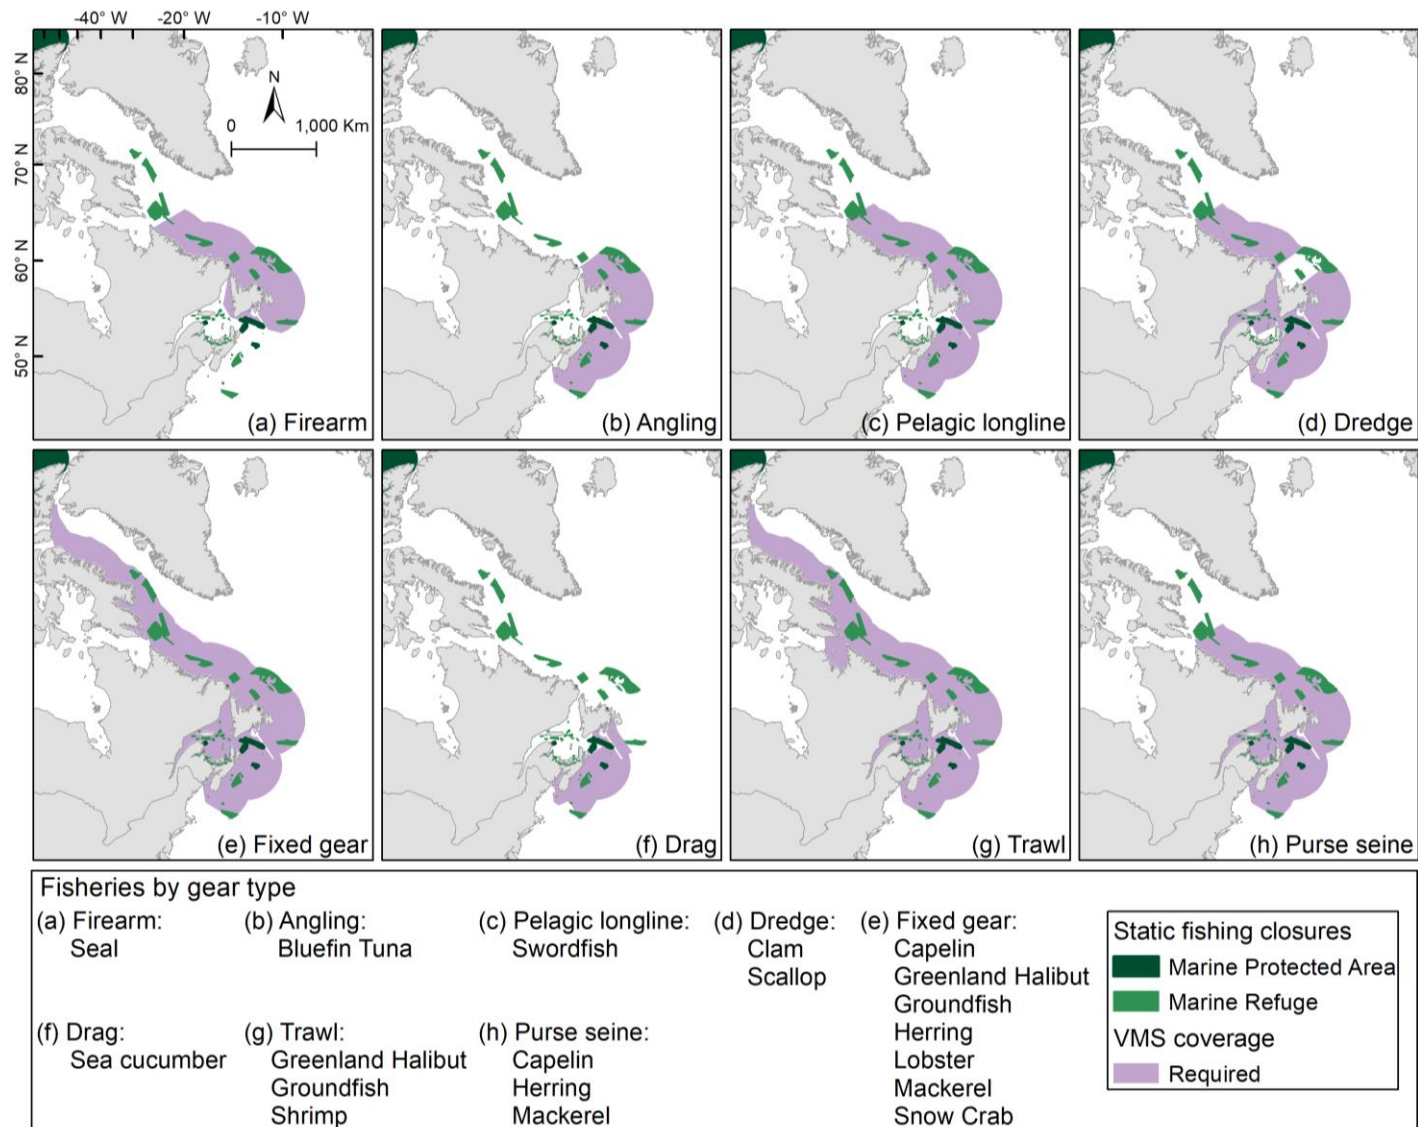 -40° W -20° W -10° W
80° N
70° N
60° N
50° N
N
0 1,000 Km
(a) Firearm
(b) Angling
(c) Pelagic longline
(d) Dredge
(e) Fixed gear
(f) Drag
(g) Trawl
(h) Purse seine
Fisheries by gear type
(a) Firearm:
Seal
(b) Angling:
Bluefin Tuna
(c) Pelagic longline:
Swordfish
(d) Dredge:
Clam
Scallop
(e) Fixed gear:
Capelin
Greenland Halibut
Groundfish
Herring
Lobster
Mackerel
Snow Crab
(f) Drag:
Sea cucumber
(g) Trawl:
Greenland Halibut
Groundfish
Shrimp
(h) Purse seine:
Capelin
Herring
Mackerel
Static fishing closures
Marine Protected Area
Marine Refuge
VMS coverage
Required